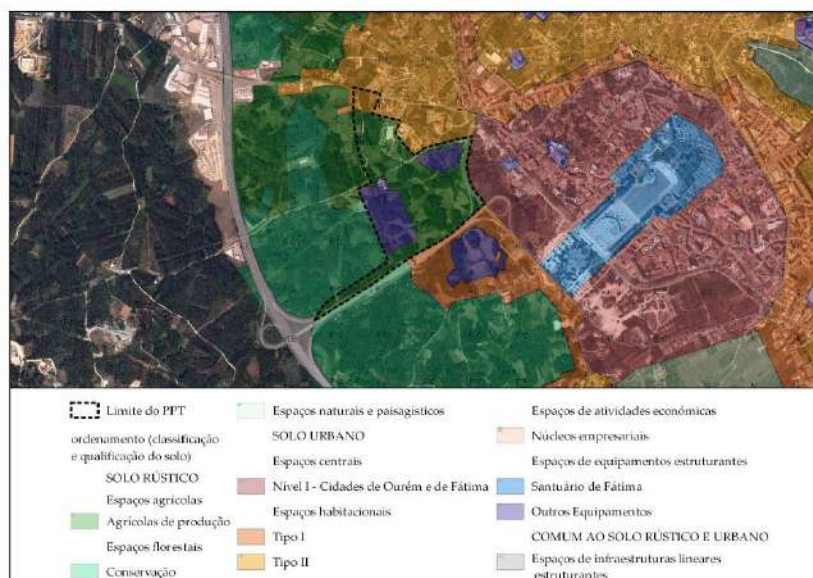 Limite do PPT
ordenamento (classificação
e qualificação do solo)
SOLO RÚSTICO
Espaços agrícolas
Agrícolas de produção
Espaços florestais
Conservação
Espaços naturais e paisagísticos
SOLO URBANO
Espaços centrais
Nível I - Cidades de Ourém e de Fátima
Espaços habitacionais
Tipo I
Tipo II
Espaços de atividades económicas
Núcleos empresariais
Espaços de equipamentos estruturantes
Santuário de Fátima
Outros Equipamentos
COMUM AO SOLO RÚSTICO E URBANO
Espaços de infraestruturas lineares
estruturantes